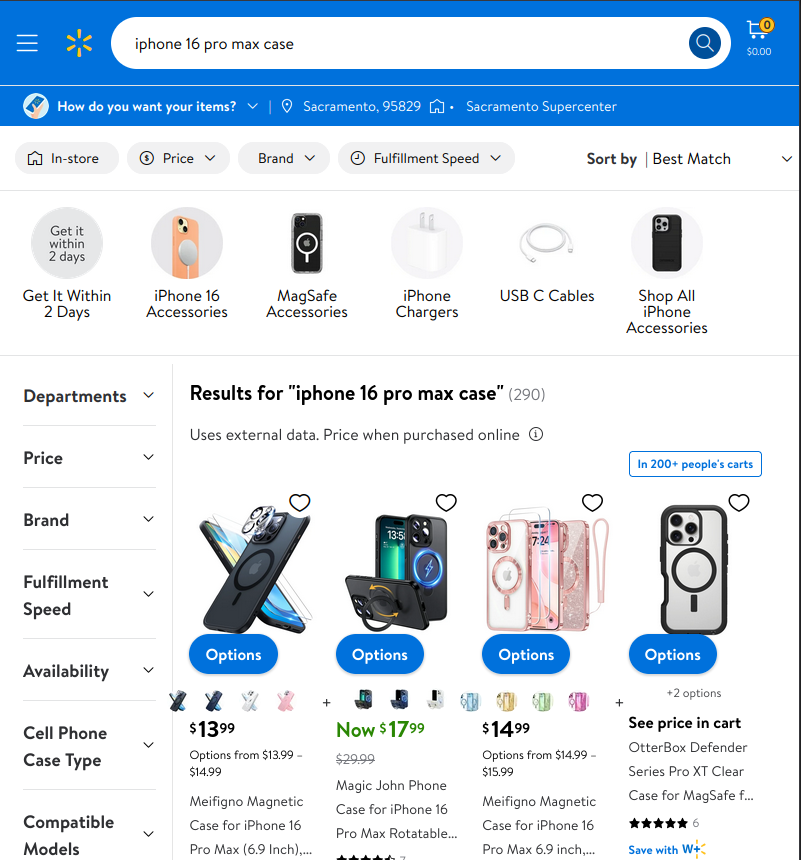 iphone 16 pro max case
0
$0.00
How do you want your items? | Sacramento, 95829 • Sacramento Supercenter
In-store Price Brand Fulfillment Speed Sort by | Best Match
Get it
within
2 days
Get It Within
2 Days
iPhone 16
Accessories
MagSafe
Accessories
iPhone
Chargers
USB C Cables
Shop All
iPhone
Accessories
Departments
Price
Brand
Fulfillment
Speed
Availability
Cell Phone
Case Type
Compatible
Models
Results for "iphone 16 pro max case" (290)
Uses external data. Price when purchased online
In 200+ people's carts
Options
+
$13.99
Options from $13.99 –
$14.99
Meifigno Magnetic
Case for iPhone 16
Pro Max (6.9 Inch),...
13:58
Options
Now $17.99
$29.99
Magic John Phone
Case for iPhone 16
Pro Max Rotatable...
7
7:24
Options
+
$14.99
Options from $14.99 –
$15.99
Meifigno Magnetic
Case for iPhone 16
Pro Max 6.9 inch,...
Options
+2 options
See price in cart
OtterBox Defender
Series Pro XT Clear
Case for MagSafe f...
6
Save with W+